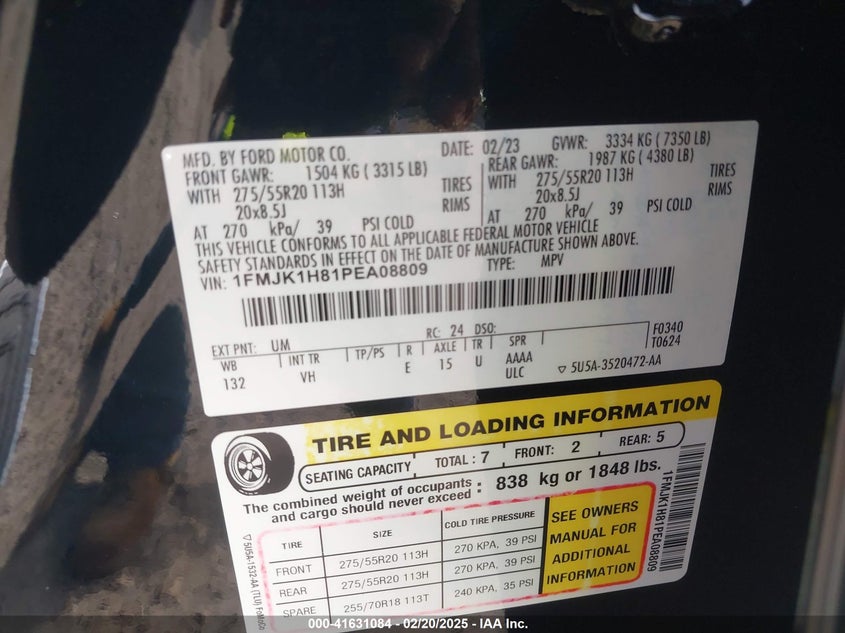 MFD. BY FORD MOTOR CO.
DATE: 02/23 GVWR: 3334 KG ( 7350 LB)
FRONT GAWR: 1504 KG ( 3315 LB)
REAR GAWR: 1987 KG ( 4380 LB)
WITH 275/55R20 113H TIRES
WITH 275/55R20 113H TIRES
20x8.5J RIMS
20x8.5J RIMS
AT 270 kPa/ 39 PSI COLD
AT 270 kPa/ 39 PSI COLD
THIS VEHICLE CONFORMS TO ALL APPLICABLE FEDERAL MOTOR VEHICLE
SAFETY STANDARDS IN EFFECT ON THE DATE OF MANUFACTURE SHOWN ABOVE.
VIN: 1FMJK1H81PEA08809 TYPE: MPV
EXT PNT: UM RC: 24 DSO: F0340
T0624
WB INT TR TP/PS R AXLE TR SPR
132 VH E 15 U AAAA
ULC
▽ 5U5A-3520472-AA
TIRE AND LOADING INFORMATION
SEATING CAPACITY TOTAL : 7 FRONT: 2 REAR: 5
The combined weight of occupants
and cargo should never exceed : 838 kg or 1848 lbs.
TIRE SIZE COLD TIRE PRESSURE
FRONT 275/55R20 113H 270 KPA, 39 PSI
REAR 275/55R20 113H 270 KPA, 39 PSI
SPARE 255/70R18 113T 240 KPA, 35 PSI
SEE OWNERS
MANUAL FOR
ADDITIONAL
INFORMATION
1FMJK1H81PEA08809
▽ 5U5A-1532-AA (TLU) FoMoCo
000-41631084 - 02/20/2025 - IAA Inc.